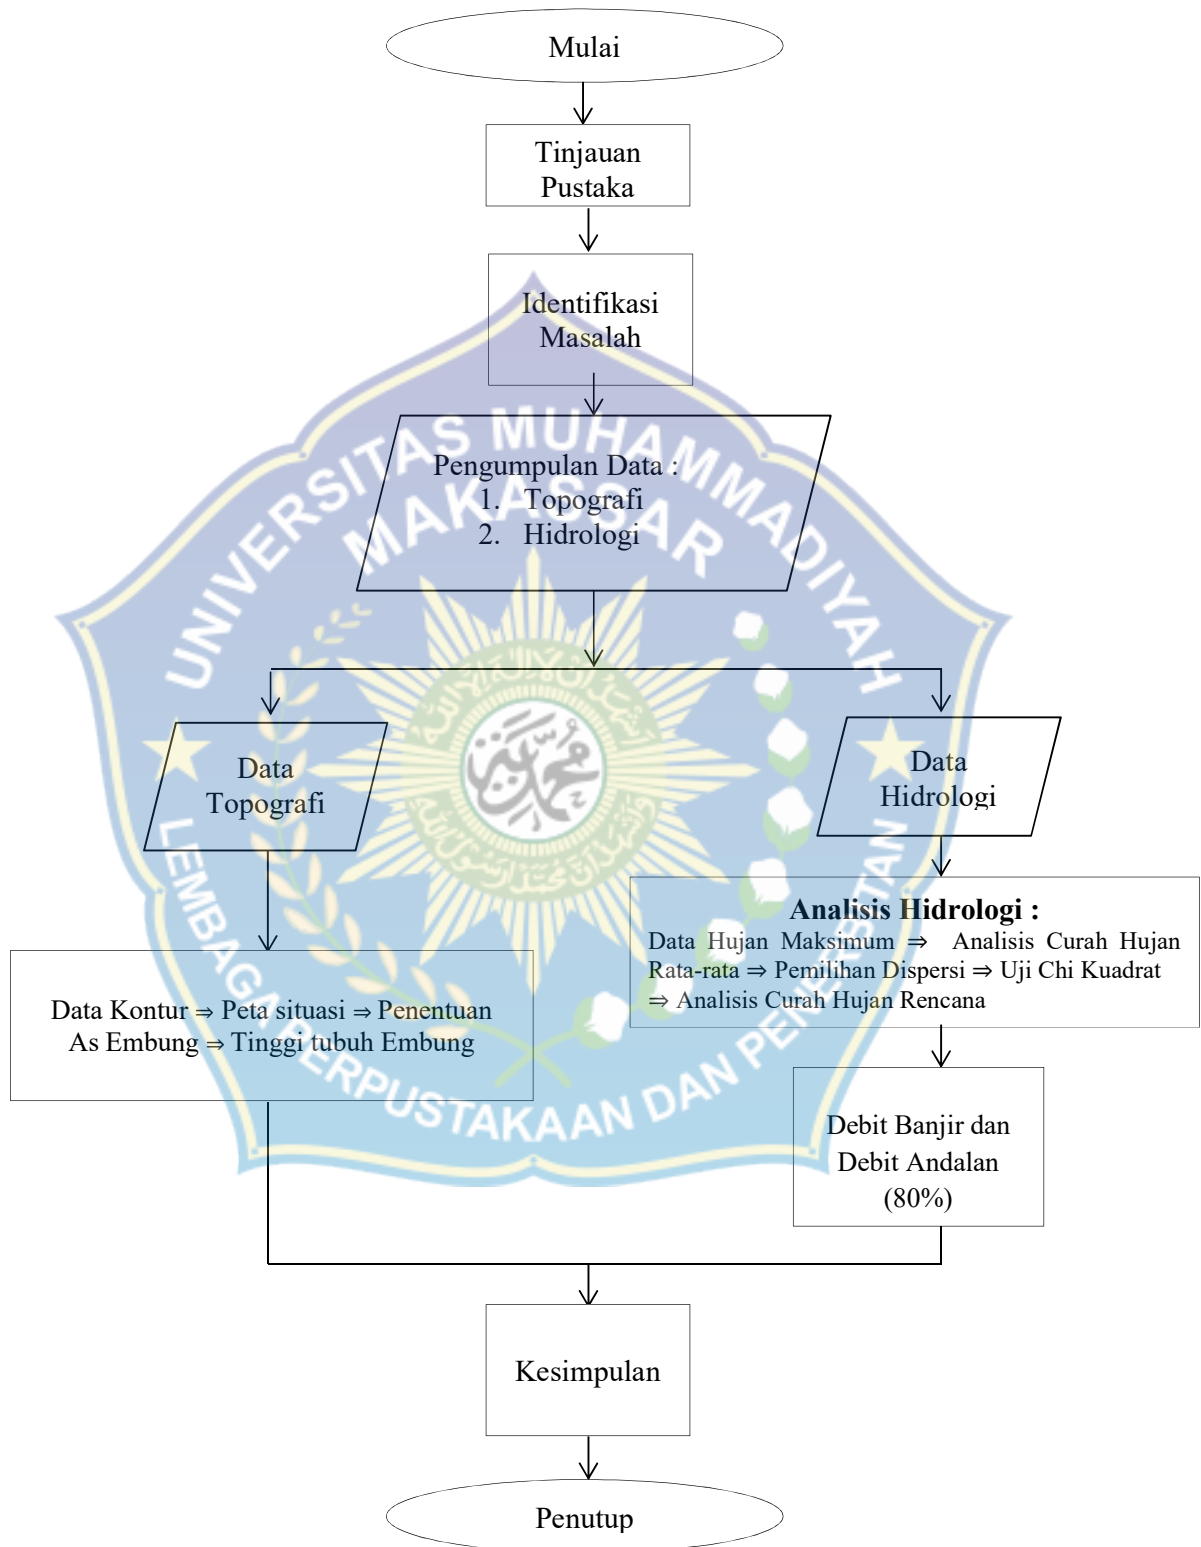 Mulai
Tinjauan
Pustaka
Identifikasi
Masalah
UNIVERSITAS MUHAMMADIYAH
MAKASSAR
Pengumpulan Data :
1. Topografi
2. Hidrologi
Data
Topografi
Data
Hidrologi
Analisis Hidrologi :
Data Hujan Maksimum ⇒ Analisis Curah Hujan
Rata-rata ⇒ Pemilihan Dispersi ⇒ Uji Chi Kuadrat
⇒ Analisis Curah Hujan Rencana
Data Kontur ⇒ Peta situasi ⇒ Penentuan
As Embung ⇒ Tinggi tubuh Embung
Debit Banjir dan
Debit Andalan
(80%)
LEMBAGA PERPUSTAKAAN DAN PENERBITAN
Kesimpulan
Penutup